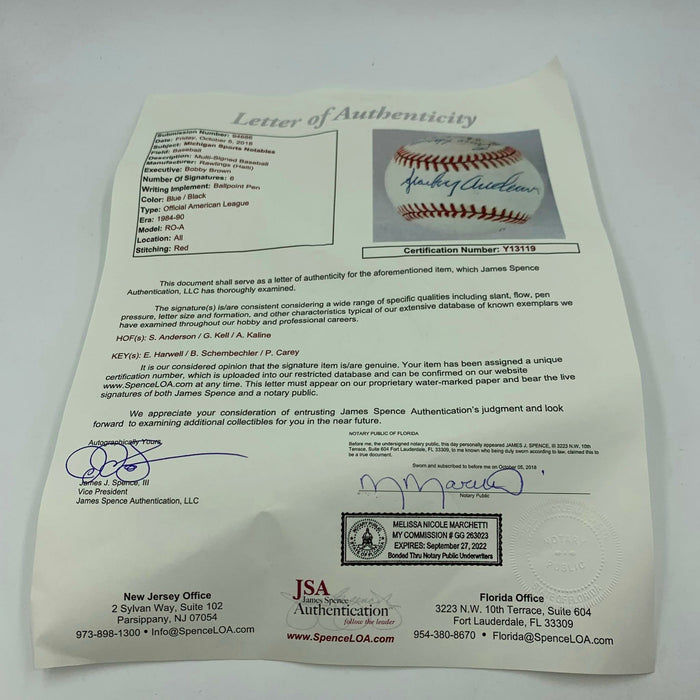 Letter of Authenticity
Submission Number: 94666
Date: Friday, October 5, 2018
Subject: Michigan Sports Notables
Field: Baseball
Description: Multi-Signed Baseball
Manufacturer: Rawlings (Haiti)
Executive: Bobby Brown
Number Of Signatures: 6
Writing Implement: Ballpoint Pen
Color: Blue / Black
Type: Official American League
Era: 1984-90
Model: RO-A
Location: All
Stitching: Red
Sparky Anderson
Certification Number: Y13119
This document shall serve as a letter of authenticity for the aforementioned item, which James Spence
Authentication, LLC has thoroughly examined.
The signature(s) is/are consistent considering a wide range of specific qualities including slant, flow, pen
pressure, letter size and formation, and other characteristics typical of our extensive database of known exemplars we
have examined throughout our hobby and professional careers.
HOF(s): S. Anderson / G. Kell / A. Kaline
KEY(s): E. Harwell / B. Schembechler / P. Carey
It is our considered opinion that the signature item is/are genuine. Your item has been assigned a unique
certification number, which is uploaded into our restricted database and can be confirmed on our website
www.SpenceLOA.com at any time. This letter must appear on our proprietary water-marked paper and bear the live
signatures of both James Spence and a notary public.
We appreciate your consideration of entrusting James Spence Authentication's judgment and look
forward to examining additional collectibles for you in the near future.
Autographically Yours,
James J. Spence, III
Vice President
James Spence Authentication, LLC
NOTARY PUBLIC OF FLORIDA
Before me, the undersigned notary public, this day personally appeared JAMES J. SPENCE, III 3223 N.W. 10th
Terrace, Suite 604 Fort Lauderdale, FL 33309, to me known who being duly sworn according to law, claimed this to
be a true document.
Sworn and subscribed to before me on October 05, 2018
Notary Public
MELISSA NICOLE MARCHETTI
MY COMMISSION # GG 263023
EXPIRES: September 27, 2022
Bonded Thru Notary Public Underwriters
NOTARY
PUBLIC
New Jersey Office
2 Sylvan Way, Suite 102
Parsippany, NJ 07054
973-898-1300 • Info@SpenceLOA.com
JSA
James Spence
Authentication
follow the leader
www.SpenceLOA.com
Florida Office
3223 N.W. 10th Terrace, Suite 604
Fort Lauderdale, FL 33309
954-380-8670 • Florida@SpenceLOA.com